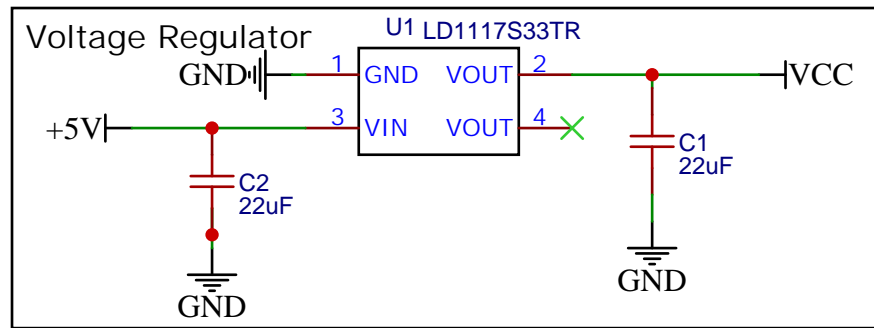 Voltage Regulator
U1 LD1117S33TR
GND 1 GND VOUT 2 VCC
+5V 3 VIN VOUT 4
C1
22uF
C2
22uF
GND
GND